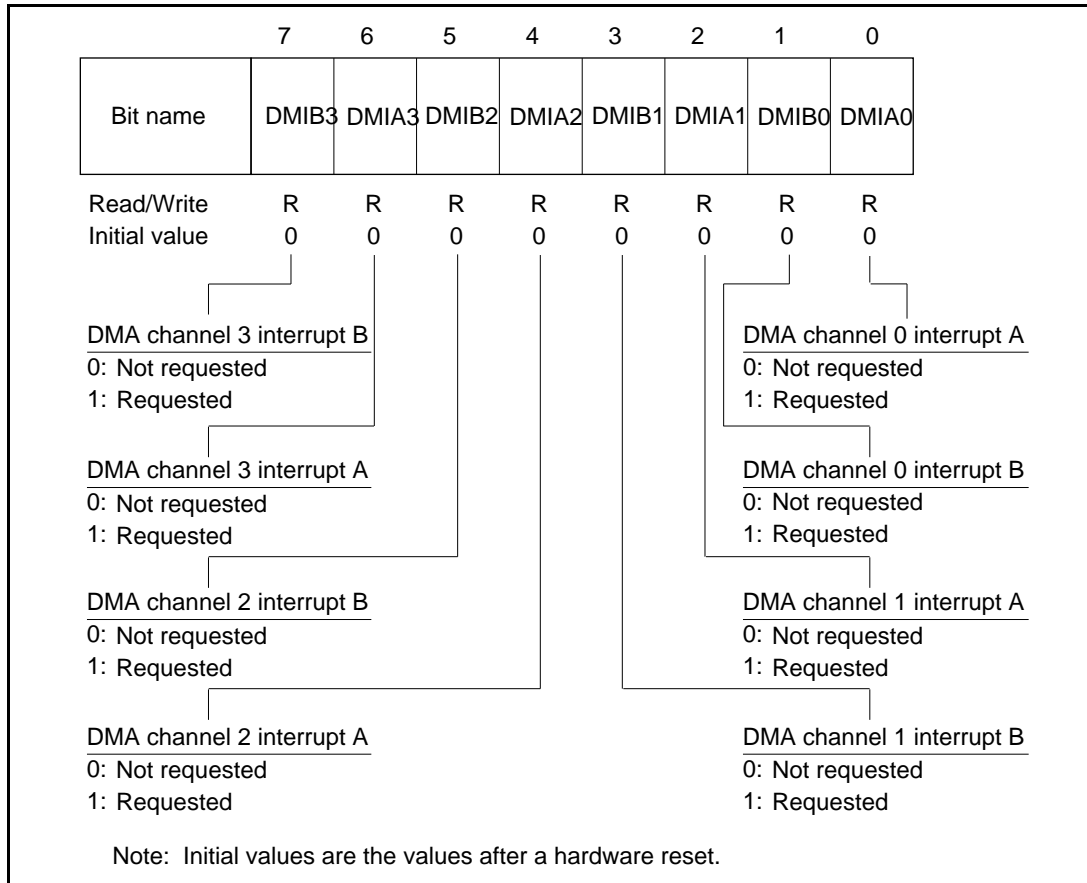 7 6 5 4 3 2 1 0
Bit name DMIB3 DMIA3 DMIB2 DMIA2 DMIB1 DMIA1 DMIB0 DMIA0
Read/Write R R R R R R R R
Initial value 0 0 0 0 0 0 0 0
DMA channel 3 interrupt B
0: Not requested
1: Requested
DMA channel 3 interrupt A
0: Not requested
1: Requested
DMA channel 2 interrupt B
0: Not requested
1: Requested
DMA channel 2 interrupt A
0: Not requested
1: Requested
DMA channel 0 interrupt A
0: Not requested
1: Requested
DMA channel 0 interrupt B
0: Not requested
1: Requested
DMA channel 1 interrupt A
0: Not requested
1: Requested
DMA channel 1 interrupt B
0: Not requested
1: Requested
Note: Initial values are the values after a hardware reset.